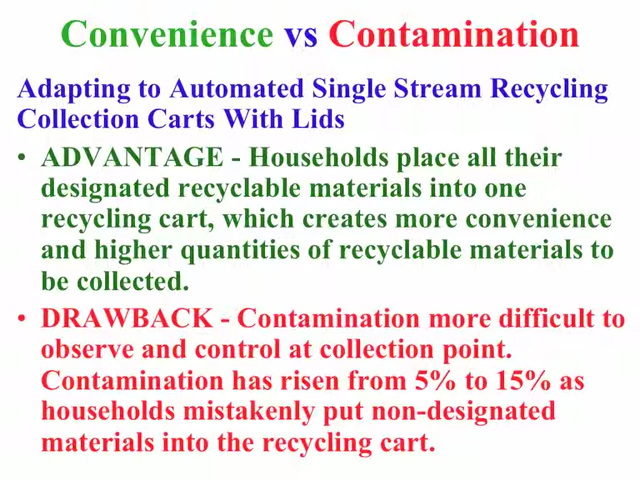 Convenience vs Contamination
Adapting to Automated Single Stream Recycling
Collection Carts With Lids
• ADVANTAGE - Households place all their
designated recyclable materials into one
recycling cart, which creates more convenience
and higher quantities of recyclable materials to
be collected.
• DRAWBACK - Contamination more difficult to
observe and control at collection point.
Contamination has risen from 5% to 15% as
households mistakenly put non-designated
materials into the recycling cart.